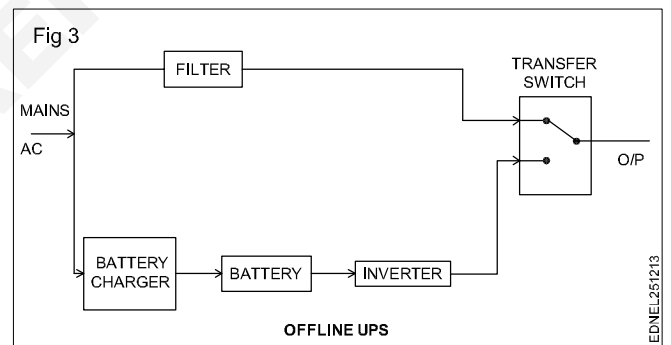 Fig 3
FILTER
TRANSFER
SWITCH
MAINS
AC
O/P
BATTERY
CHARGER
BATTERY
INVERTER
OFFLINE UPS
EDNEL251213